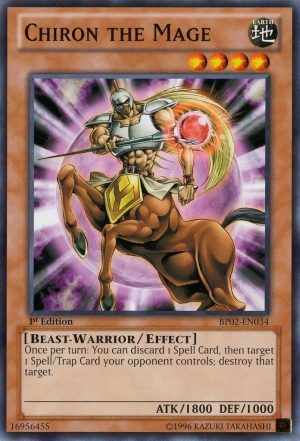 CHIRON THE MAGE
EARTH
地
1st Edition
BP02-EN034
[BEAST-WARRIOR/EFFECT]
Once per turn: You can discard 1 Spell Card, then target
1 Spell/Trap Card your opponent controls; destroy that
target.
ATK/1800 DEF/1000
16956455
©1996 KAZUKI TAKAHASHI